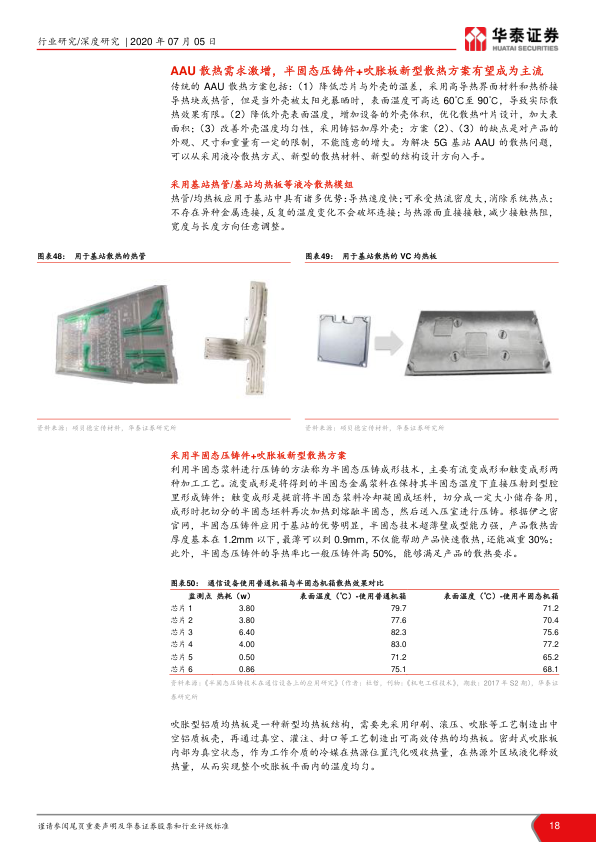 行业研究/深度研究 | 2020 年 07 月 05 日
华泰证券
HUATAI SECURITIES
AAU 散热需求激增，半固态压铸件+吹胀板新型散热方案有望成为主流
传统的 AAU 散热方案包括：（1）降低芯片与外壳的温差，采用高导热界面材料和热桥接
导热块或热管，但是当外壳被太阳光暴晒时，表面温度可高达 60℃至 90℃，导致实际散
热效果有限。（2）降低外壳表面温度，增加设备的外壳体积，优化散热叶片设计，加大表
面积；（3）改善外壳温度均匀性，采用铸铝加厚外壳；方案（2）、（3）的缺点是对产品的
外观、尺寸和重量有一定的限制，不能随意的增大。为解决 5G 基站 AAU 的散热问题，
可以从采用液冷散热方式、新型的散热材料、新型的结构设计方向入手。
采用基站热管/基站均热板等液冷散热模组
热管/均热板应用于基站中具有诸多优势：导热速度快；可承受热流密度大，消除系统热点；
不存在异种金属连接，反复的温度变化不会破坏连接；与热源面直接接触，减少接触热阻，
宽度与长度方向任意调整。
图表48： 用于基站散热的热管
图表49： 用于基站散热的 VC 均热板
资料来源：硕贝德宣传材料，华泰证券研究所
资料来源：硕贝德宣传材料，华泰证券研究所
采用半固态压铸件+吹胀板新型散热方案
利用半固态浆料进行压铸的方法称为半固态压铸成形技术，主要有流变成形和触变成形两
种加工工艺。流变成形是将得到的半固态金属浆料在保持其半固态温度下直接压射到型腔
里形成铸件；触变成形是提前将半固态浆料冷却凝固成坯料，切分成一定大小储存备用，
成形时把切分的半固态坯料再次加热到熔融半固态，然后送入压室进行压铸。根据伊之密
官网，半固态压铸件应用于基站的优势明显，半固态技术超薄壁成型能力强，产品散热齿
厚度基本在 1.2mm 以下，最薄可以到 0.9mm，不仅能帮助产品快速散热，还能减重 30%；
此外，半固态压铸件的导热率比一般压铸件高 50%，能够满足产品的散热要求。
图表50： 通信设备使用普通机箱与半固态机箱散热效果对比
监测点 热耗（w） 表面温度（℃）-使用普通机箱 表面温度（℃）-使用半固态机箱
芯片 1 3.80 79.7 71.2
芯片 2 3.80 77.6 70.4
芯片 3 6.40 82.3 75.6
芯片 4 4.00 83.0 77.2
芯片 5 0.50 71.2 65.2
芯片 6 0.86 75.1 68.1
资料来源：《半固态压铸技术在通信设备上的应用研究》（作者：杜智，刊物：《机电工程技术》，期数：2017 年 S2 期），华泰证
券研究所
吹胀型铝质均热板是一种新型均热板结构，需要先采用印刷、滚压、吹胀等工艺制造出中
空铝质板壳，再通过真空、灌注、封口等工艺制造出可高效传热的均热板。密封式吹胀板
内部为真空状态，作为工作介质的冷媒在热源位置汽化吸收热量，在热源外区域液化释放
热量，从而实现整个吹胀板平面内的温度均匀。
谨请参阅尾页重要声明及华泰证券股票和行业评级标准
18